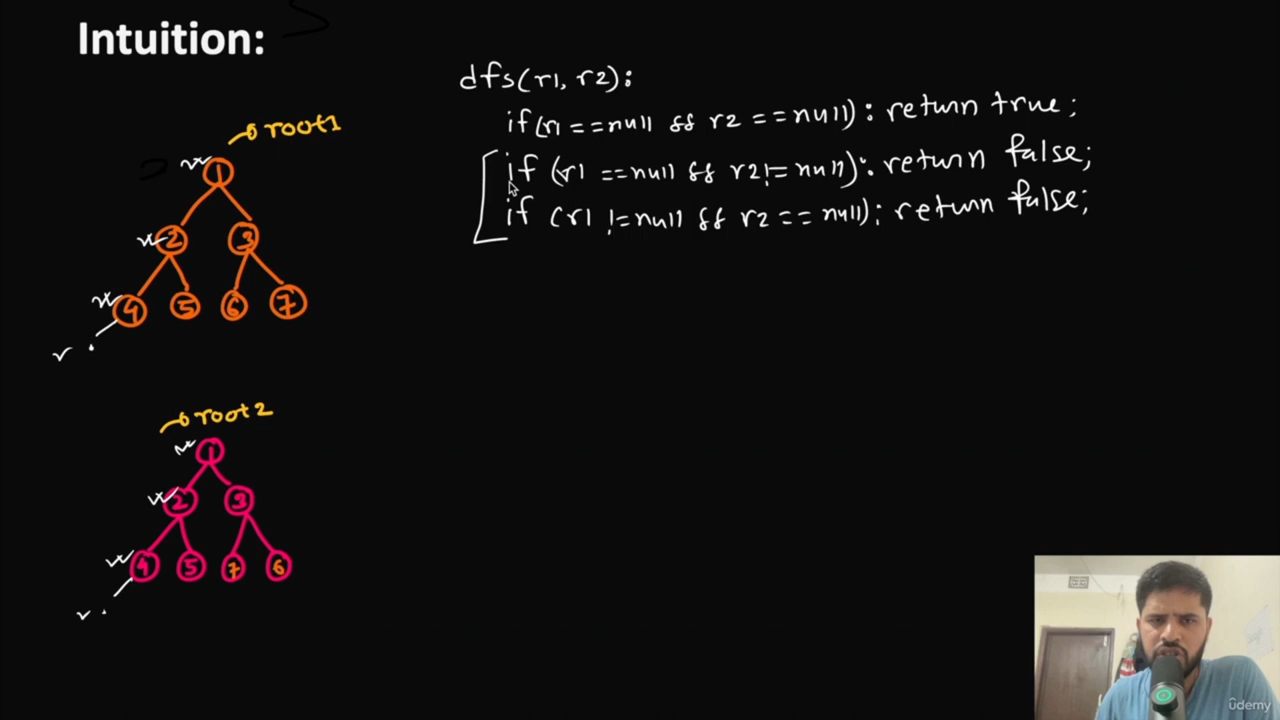 Intuition:
dfs(r1, r2):
if(r1 ==null && r2 ==null): return true;
if (r1 ==null && r2!= null): return false;
if (r1 !=null && r2 == null): return false;
root1
1
2 3
4 5 6 7
root2
1
2 3
4 5 7 6
ûdemy